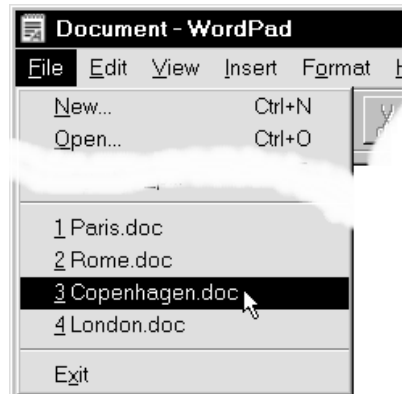 Document - WordPad
File Edit View Insert Format
New... Ctrl+N
Open... Ctrl+O
1 Paris.doc
2 Rome.doc
3 Copenhagen.doc
4 London.doc
Exit